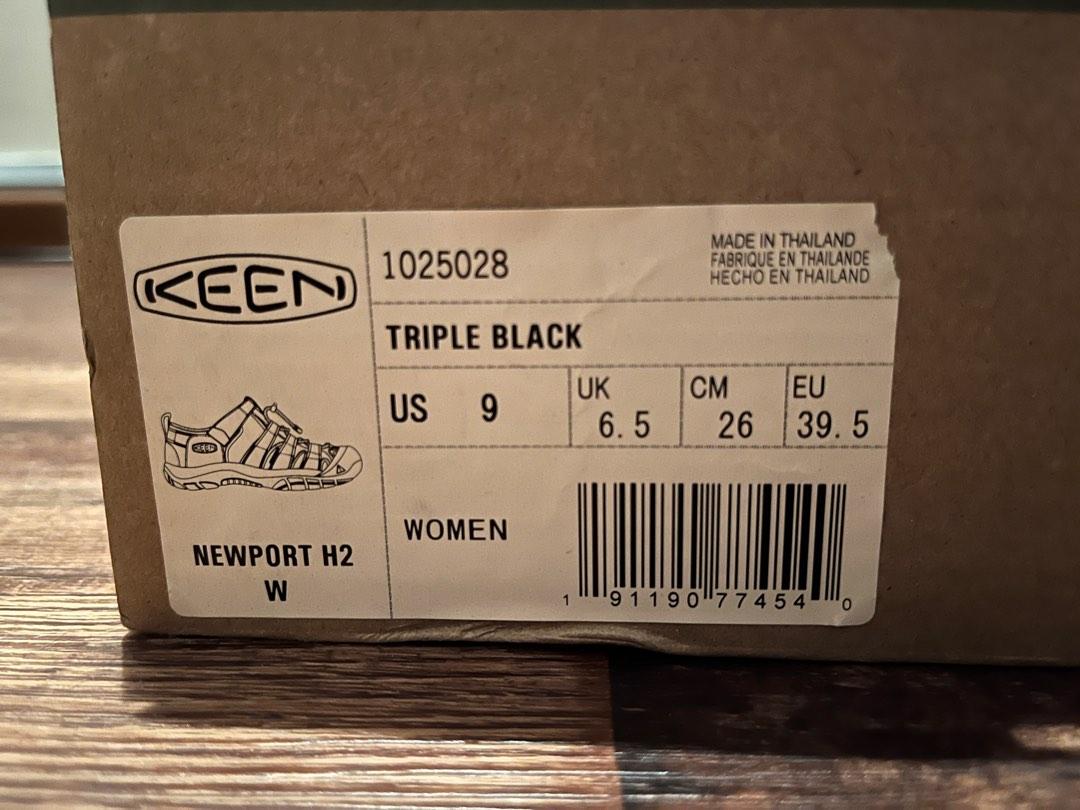 KEEN
1025028
MADE IN THAILAND
FABRIQUE EN THAILANDE
HECHO EN THAILAND
TRIPLE BLACK
US 9
UK 6.5
CM 26
EU 39.5
KEEN
NEWPORT H2
W
WOMEN
1 91190 77454 0